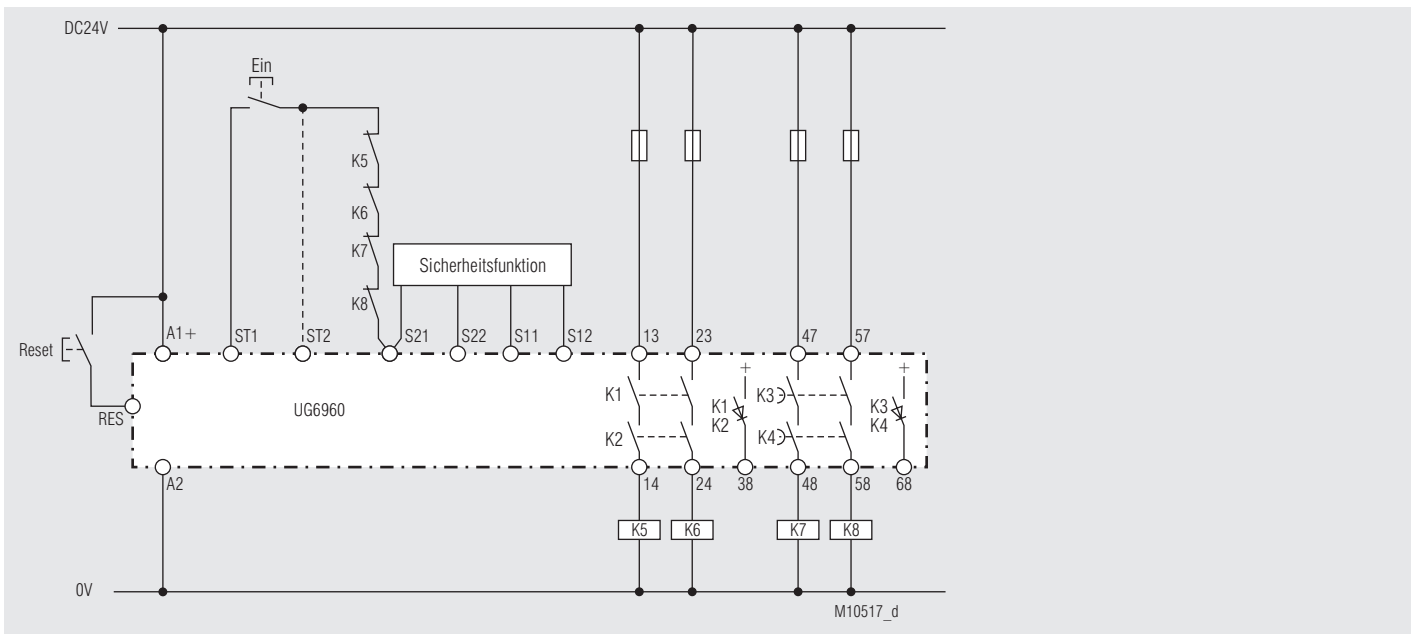 DC24V
Ein
K5
K6
K7
K8
Sicherheitsfunktion
Reset
A1+
ST1
ST2
S21
S22
S11
S12
13
23
47
57
RES
UG6960
K1
K2
+
K1
K2
K3
K4
+
K3
K4
A2
14
24
38
48
58
68
K5
K6
K7
K8
0V
M10517_d